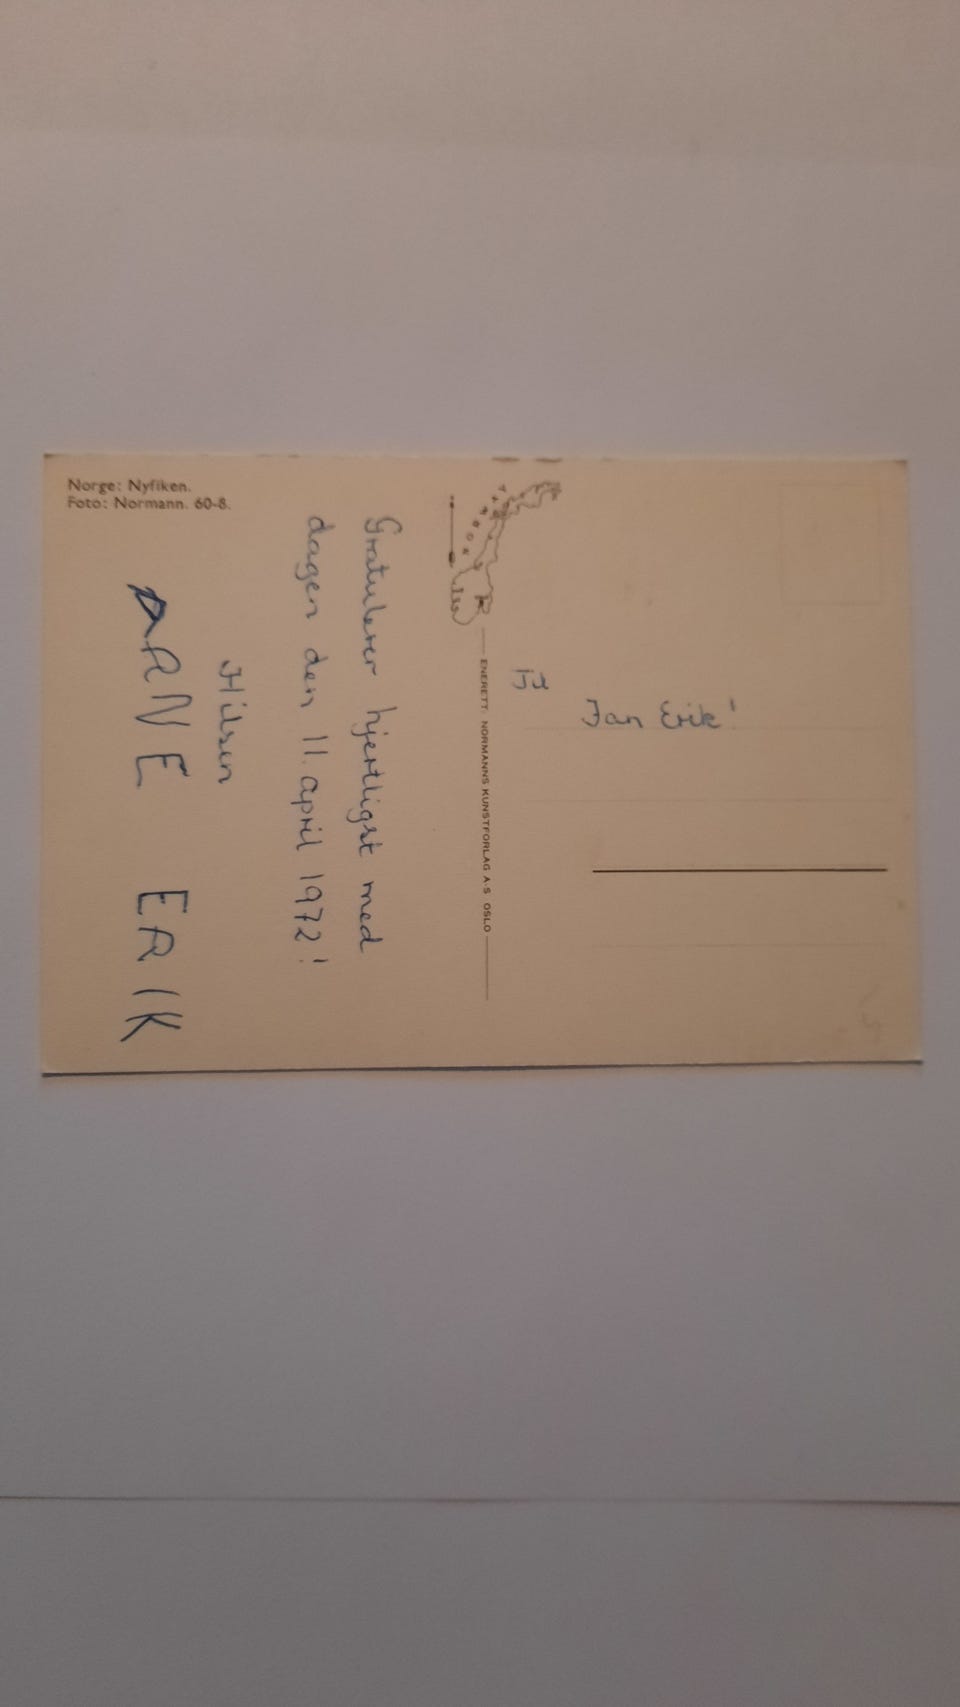 Norge: Nyfiken.
Foto: Normann. 60-8.
Gratulerer hjertligst med
dagen den 11. april 1972!
Hilsen
ARNE ERIK
ENERETT: NORMANNS KUNSTFORLAG A-S OSLO
Til
Jan Erik!